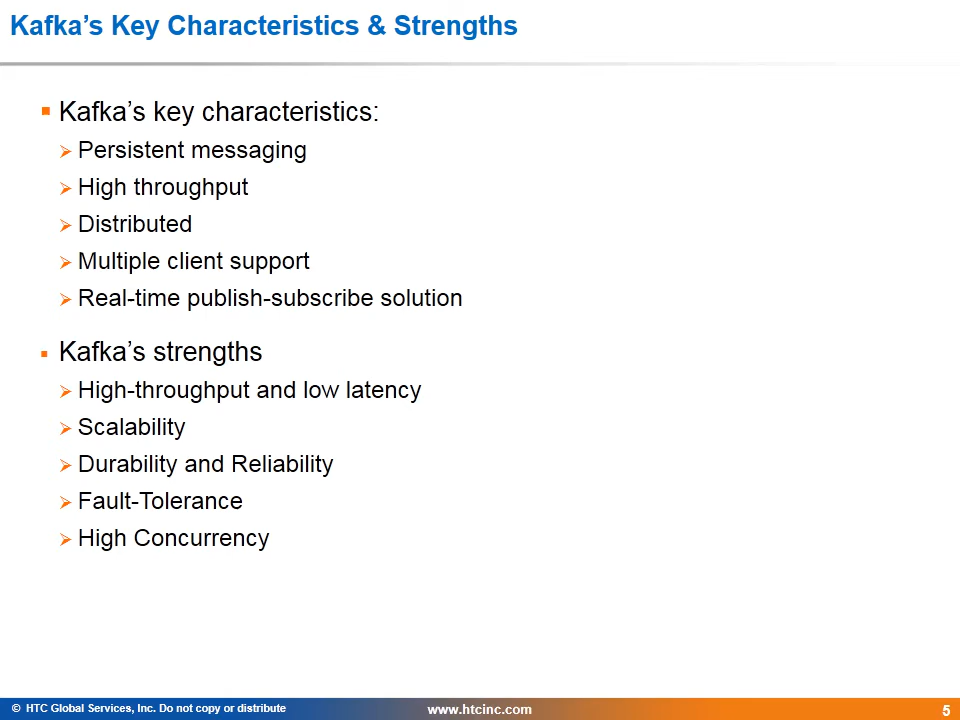 Kafka’s Key Characteristics & Strengths
Kafka’s key characteristics:
Persistent messaging
High throughput
Distributed
Multiple client support
Real-time publish-subscribe solution
Kafka’s strengths
High-throughput and low latency
Scalability
Durability and Reliability
Fault-Tolerance
High Concurrency
© HTC Global Services, Inc. Do not copy or distribute
www.htcinc.com
5